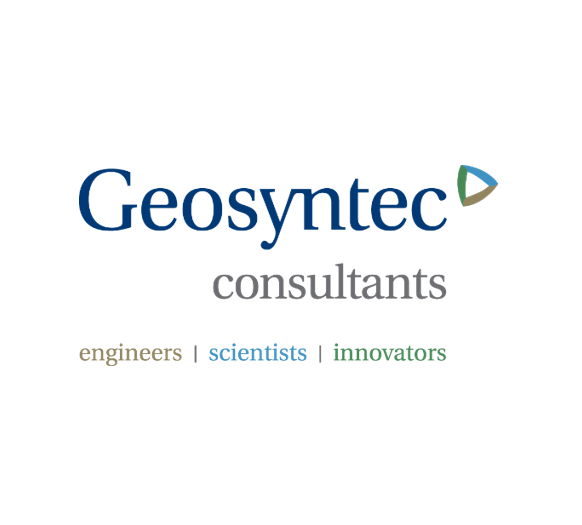 Geosyntec
consultants
engineers | scientists | innovators